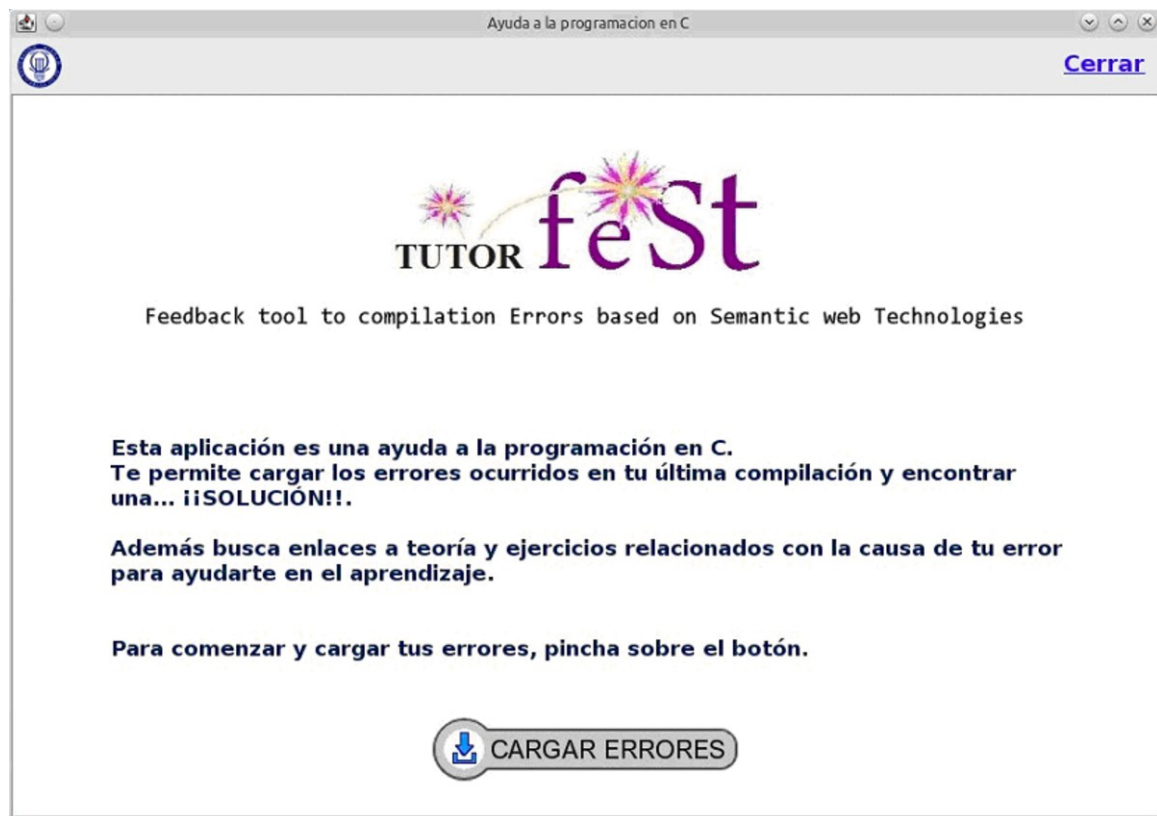 Ayuda a la programacion en C
Cerrar
TUTOR feSt
Feedback tool to compilation Errors based on Semantic web Technologies
Esta aplicación es una ayuda a la programación en C.
Te permite cargar los errores ocurridos en tu última compilación y encontrar
una... ¡¡SOLUCIÓN!!.
Además busca enlaces a teoría y ejercicios relacionados con la causa de tu error
para ayudarte en el aprendizaje.
Para comenzar y cargar tus errores, pincha sobre el botón.
CARGAR ERRORES